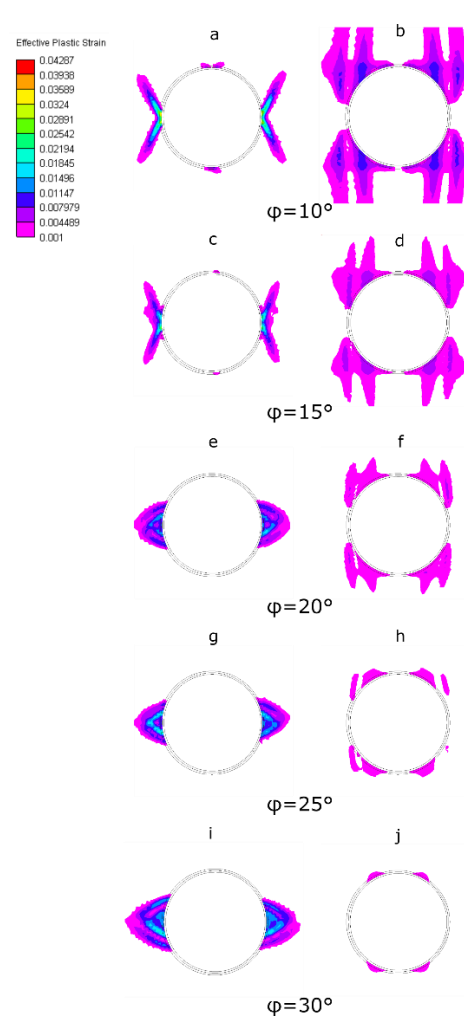 Effective Plastic Strain
0.04287
0.03938
0.03589
0.0324
0.02891
0.02542
0.02194
0.01845
0.01496
0.01147
0.007979
0.004489
0.001
a b
φ=10°
c d
φ=15°
e f
φ=20°
g h
φ=25°
i j
φ=30°